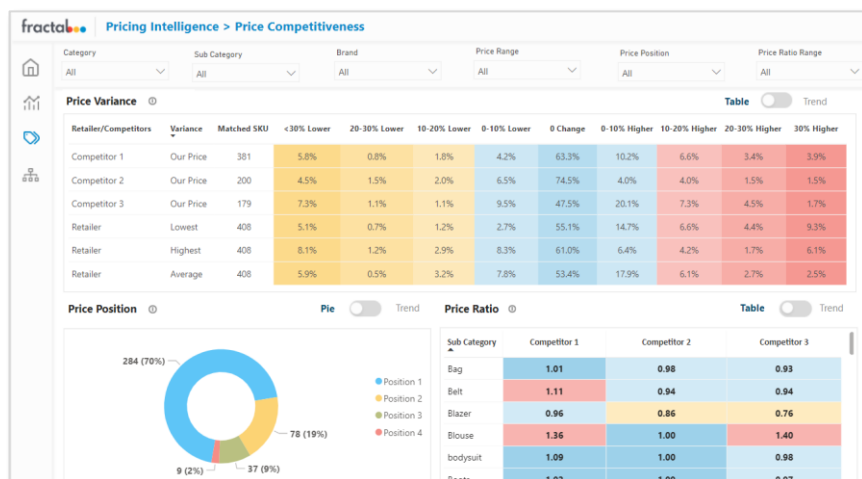 fractal Pricing Intelligence > Price Competitiveness
Category Sub Category Brand Price Range Price Position Price Ratio Range
All All All All All All
Price Variance Table Trend
Retailer/Competitors Variance Matched SKU <30% Lower 20-30% Lower 10-20% Lower 0-10% Lower 0 Change 0-10% Higher 10-20% Higher 20-30% Higher 30% Higher
Competitor 1 Our Price 381 5.8% 0.8% 1.8% 4.2% 63.3% 10.2% 6.6% 3.4% 3.9%
Competitor 2 Our Price 200 4.5% 1.5% 2.0% 6.5% 74.5% 4.0% 4.0% 1.5% 1.5%
Competitor 3 Our Price 179 7.3% 1.1% 1.1% 9.5% 47.5% 20.1% 7.3% 4.5% 1.7%
Retailer Lowest 408 5.1% 0.7% 1.2% 2.7% 55.1% 14.7% 6.6% 4.4% 9.3%
Retailer Highest 408 8.1% 1.2% 2.9% 8.3% 61.0% 6.4% 4.2% 1.7% 6.1%
Retailer Average 408 5.9% 0.5% 3.2% 7.8% 53.4% 17.9% 6.1% 2.7% 2.5%
Price Position Pie Trend
284 (70%)
78 (19%)
37 (9%)
9 (2%)
Position 1
Position 2
Position 3
Position 4
Price Ratio Table Trend
Sub Category Competitor 1 Competitor 2 Competitor 3
Bag 1.01 0.98 0.93
Belt 1.11 0.94 0.94
Blazer 0.96 0.86 0.76
Blouse 1.36 1.00 1.40
bodysuit 1.09 1.00 0.98